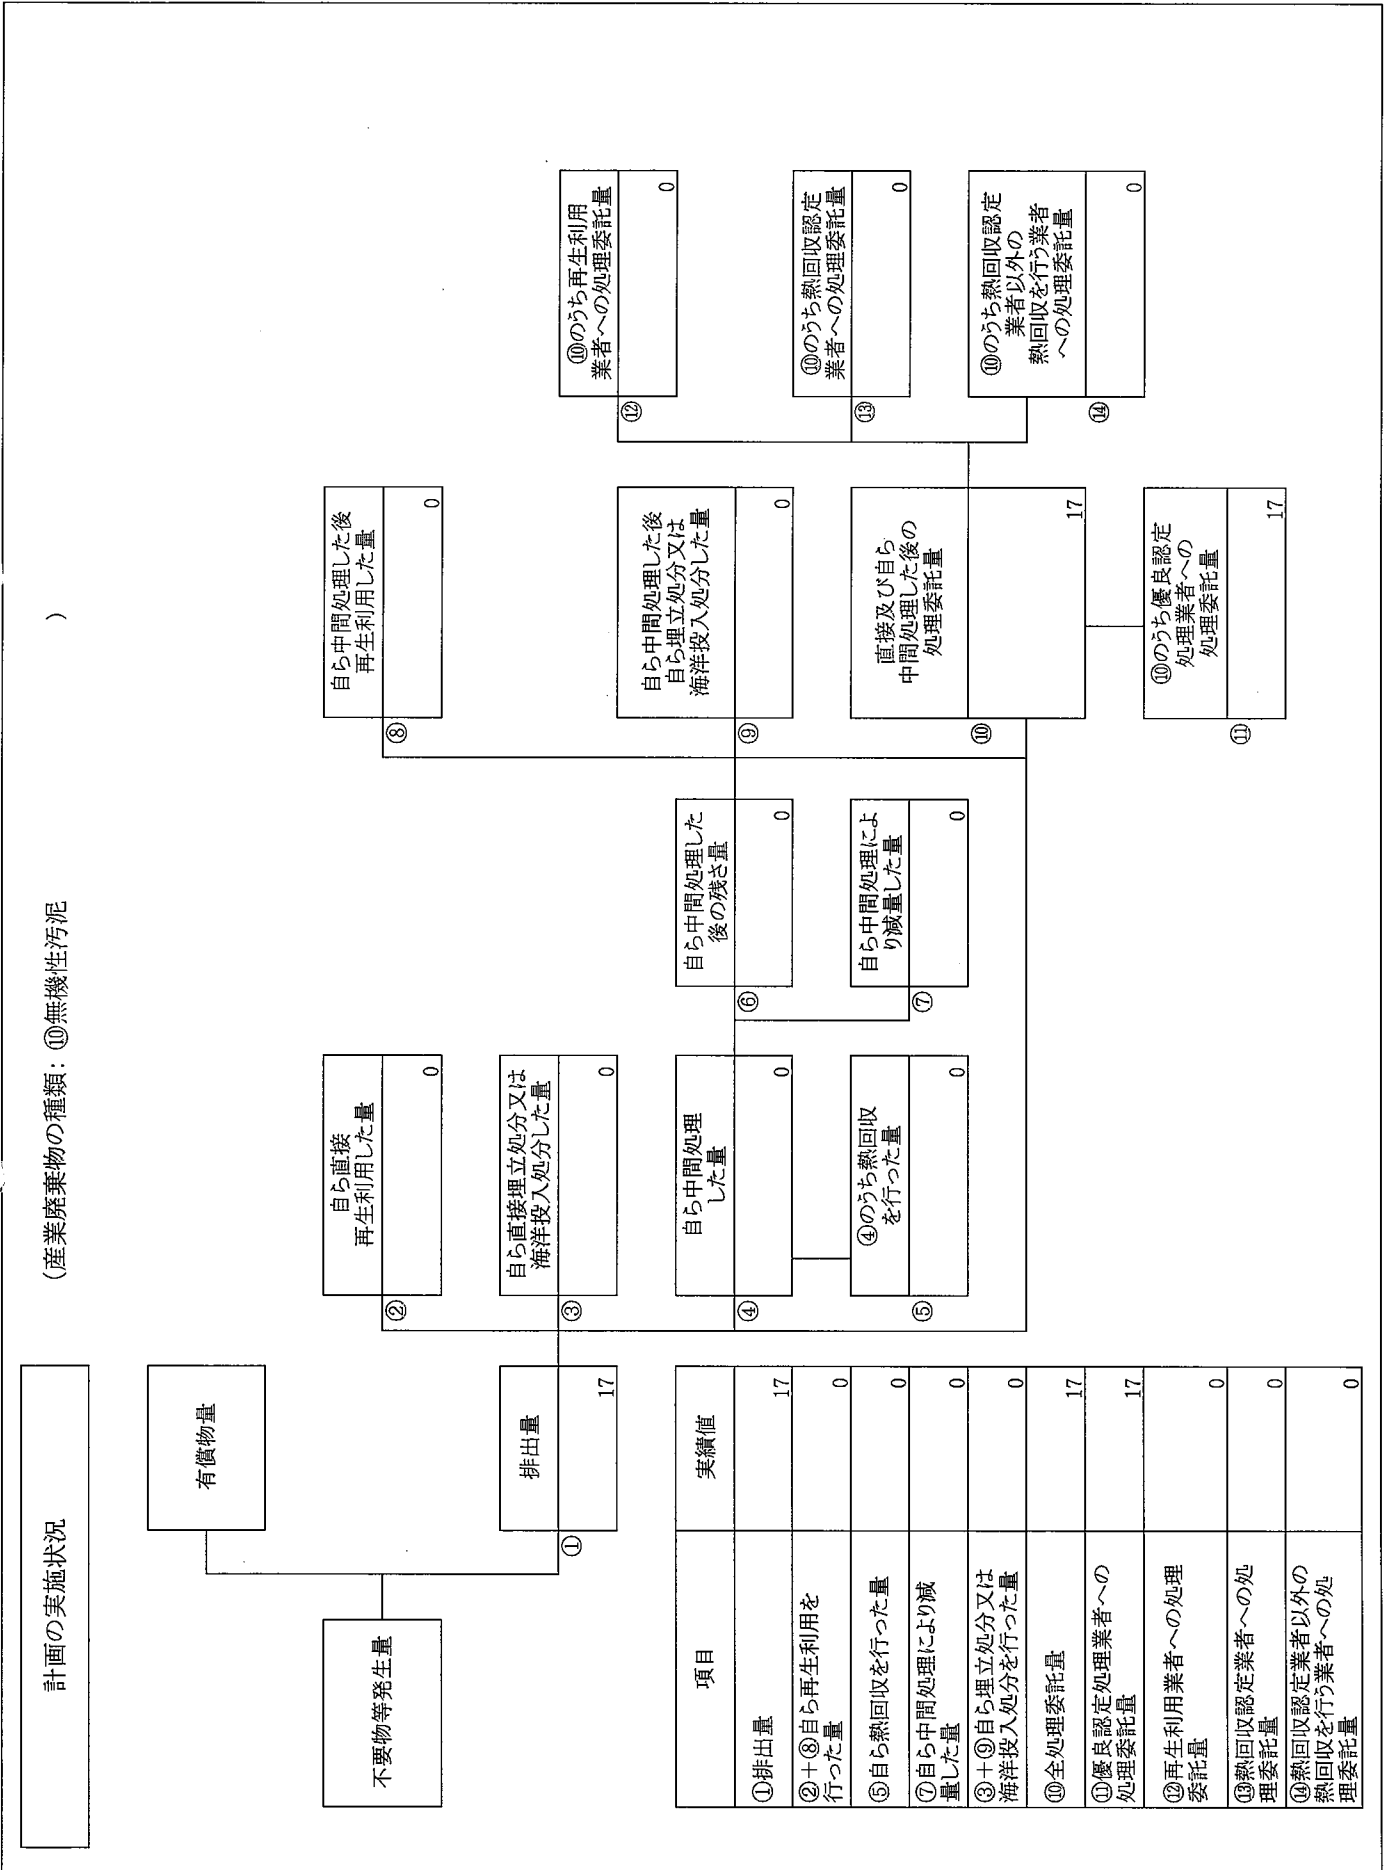 計画の実施状況
(産業廃棄物の種類：⑩無機性汚泥
)
不要物等発生量
有償物量
①
排出量
17
②
自ら直接
再生利用した量
0
③
自ら直接埋立処分又は
海洋投入処分した量
0
④
自ら中間処理
した量
0
⑤
④のうち熱回収
を行った量
0
⑥
自ら中間処理した
後の残さ量
0
⑦
自ら中間処理によ
り減量した量
0
⑧
自ら中間処理した後
再生利用した量
0
⑨
自ら中間処理した後
自ら埋立処分又は
海洋投入処分した量
0
⑩
直接及び自ら
中間処理した後の
処理委託量
17
⑪
⑩のうち優良認定
処理業者への
処理委託量
17
⑫
⑩のうち再生利用
業者への処理委託量
0
⑬
⑩のうち熱回収認定
業者への処理委託量
0
⑭
⑩のうち熱回収認定
業者以外の
熱回収を行う業者
への処理委託量
0
項目 実績値
①排出量 17
②＋⑧自ら再生利用を
行った量 0
⑤自ら熱回収を行った量 0
⑦自ら中間処理により減
量した量 0
③＋⑨自ら埋立処分又は
海洋投入処分を行った量 0
⑩全処理委託量 17
⑪優良認定処理業者への
処理委託量 17
⑫再生利用業者への処理
委託量 0
⑬熱回収認定業者への処
理委託量 0
⑭熱回収認定業者以外の
熱回収を行う業者への処
理委託量 0